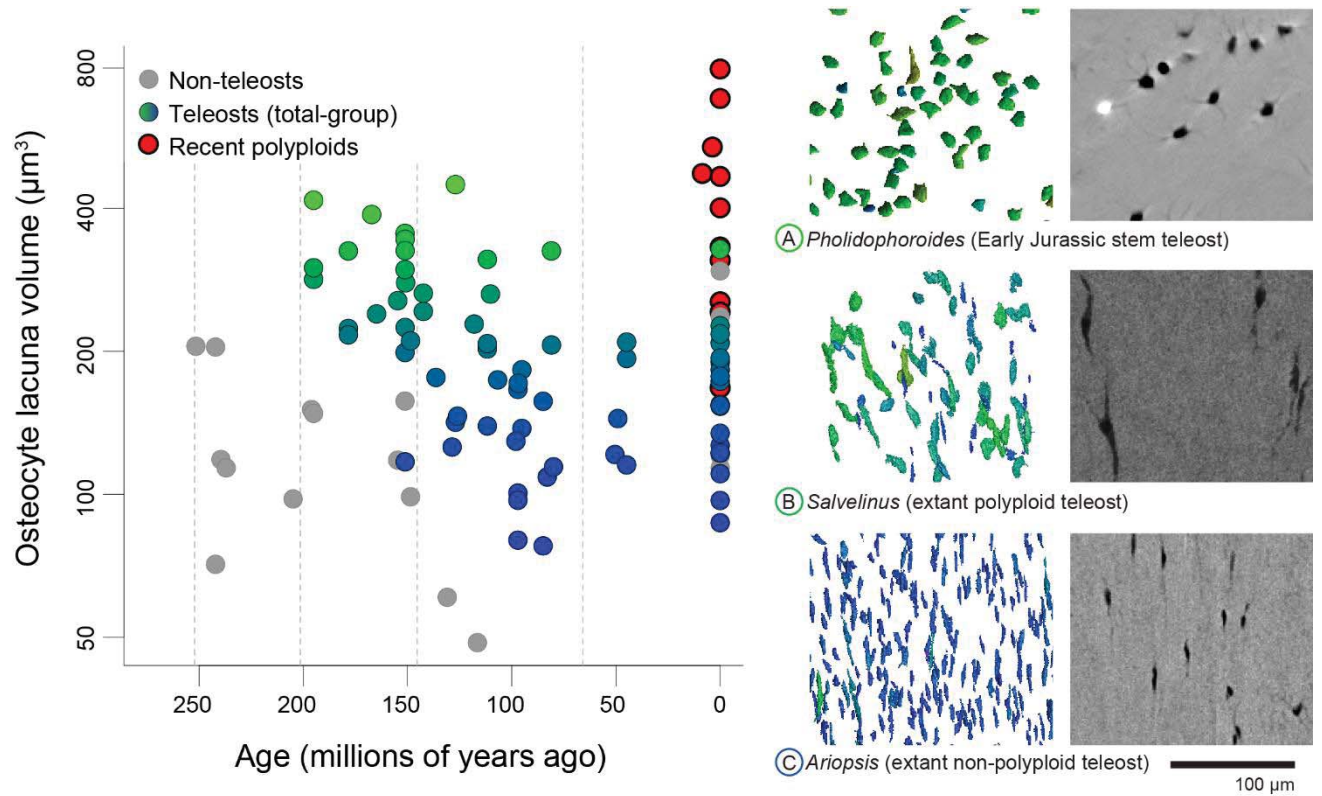 Osteocyte lacuna volume (µm³)
800
400
200
100
50
Non-teleosts
Teleosts (total-group)
Recent polyploids
250
200
150
100
50
0
Age (millions of years ago)
A Pholidophoroides (Early Jurassic stem teleost)
B Salvelinus (extant polyploid teleost)
C Ariopsis (extant non-polyploid teleost)
100 µm